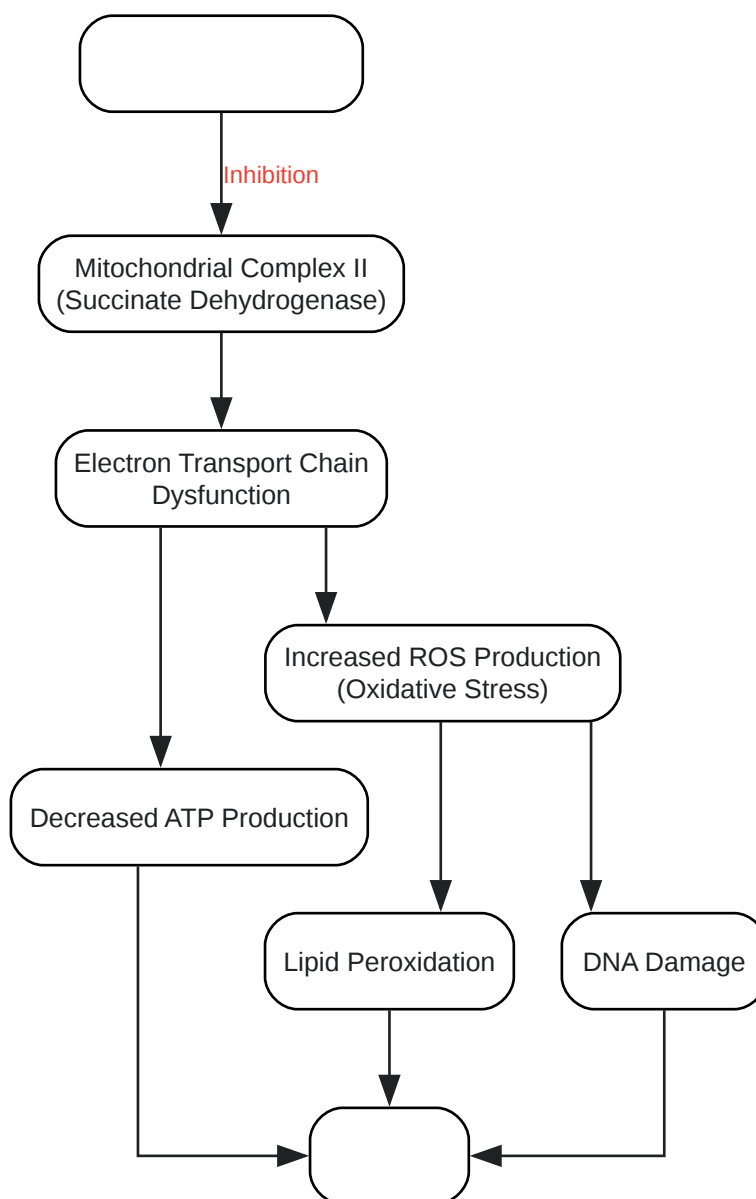 Inhibition
Mitochondrial Complex II
(Succinate Dehydrogenase)
Electron Transport Chain
Dysfunction
Increased ROS Production
(Oxidative Stress)
Decreased ATP Production
Lipid Peroxidation
DNA Damage